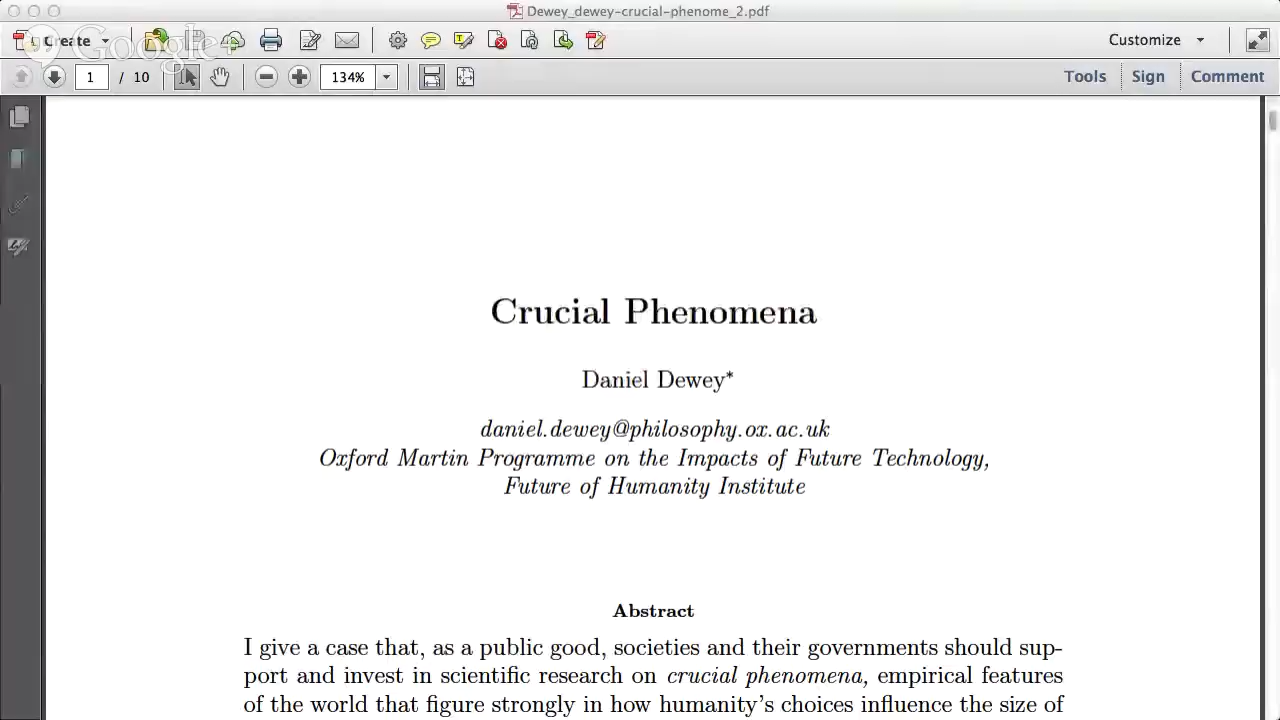 Dewey_dewey-crucial-phenome_2.pdf
Create
Google+
Customize
1 / 10
134%
Tools
Sign
Comment
Crucial Phenomena
Daniel Dewey*
daniel.dewey@philosophy.ox.ac.uk
Oxford Martin Programme on the Impacts of Future Technology,
Future of Humanity Institute
Abstract
I give a case that, as a public good, societies and their governments should sup-
port and invest in scientific research on crucial phenomena, empirical features
of the world that figure strongly in how humanity's choices influence the size of